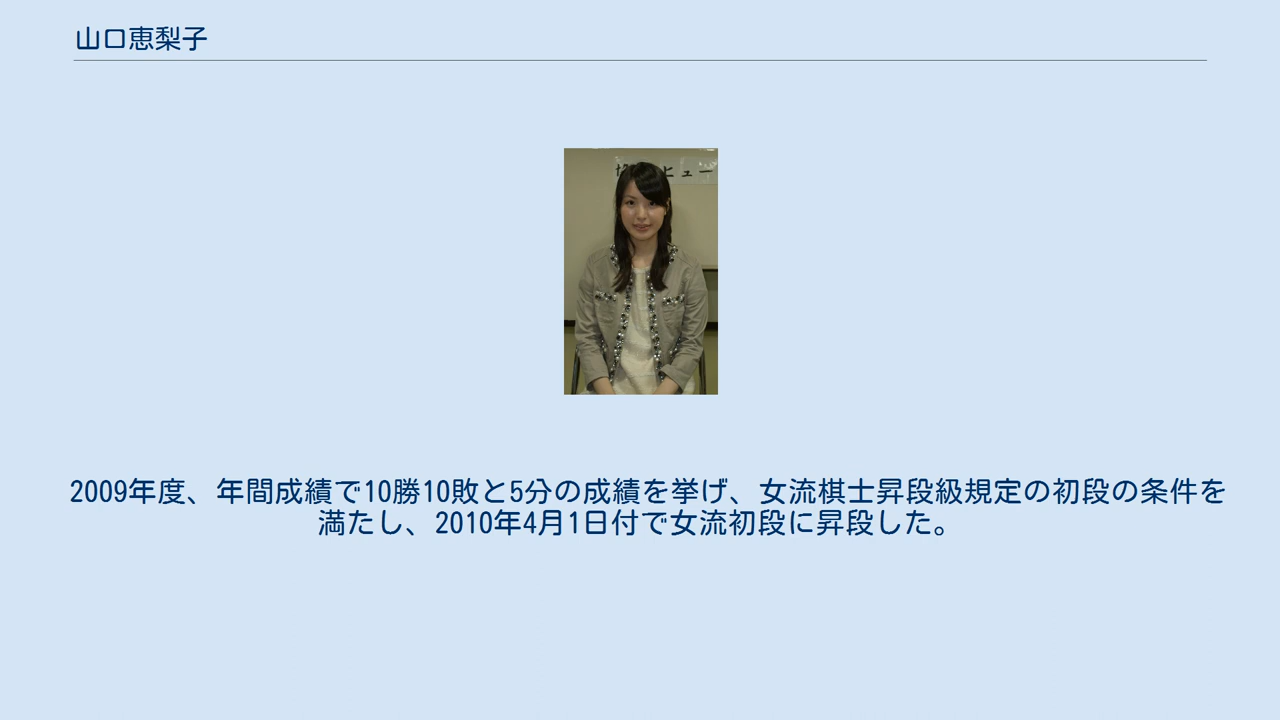 山口恵梨子
ビュー
2009年度、年間成績で10勝10敗と5分の成績を挙げ、女流棋士昇段級規定の初段の条件を
満たし、2010年4月1日付で女流初段に昇段した。